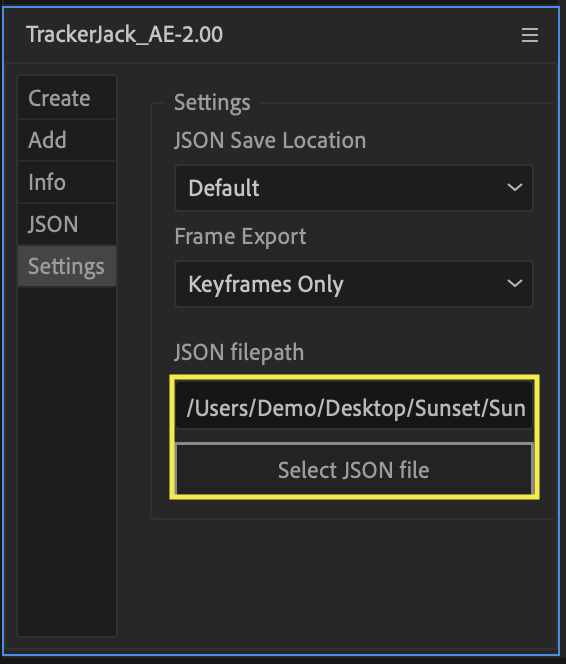 TrackerJack_AE-2.00
Create
Add
Info
JSON
Settings
Settings
JSON Save Location
Default
Frame Export
Keyframes Only
JSON filepath
/Users/Demo/Desktop/Sunset/Sun
Select JSON file